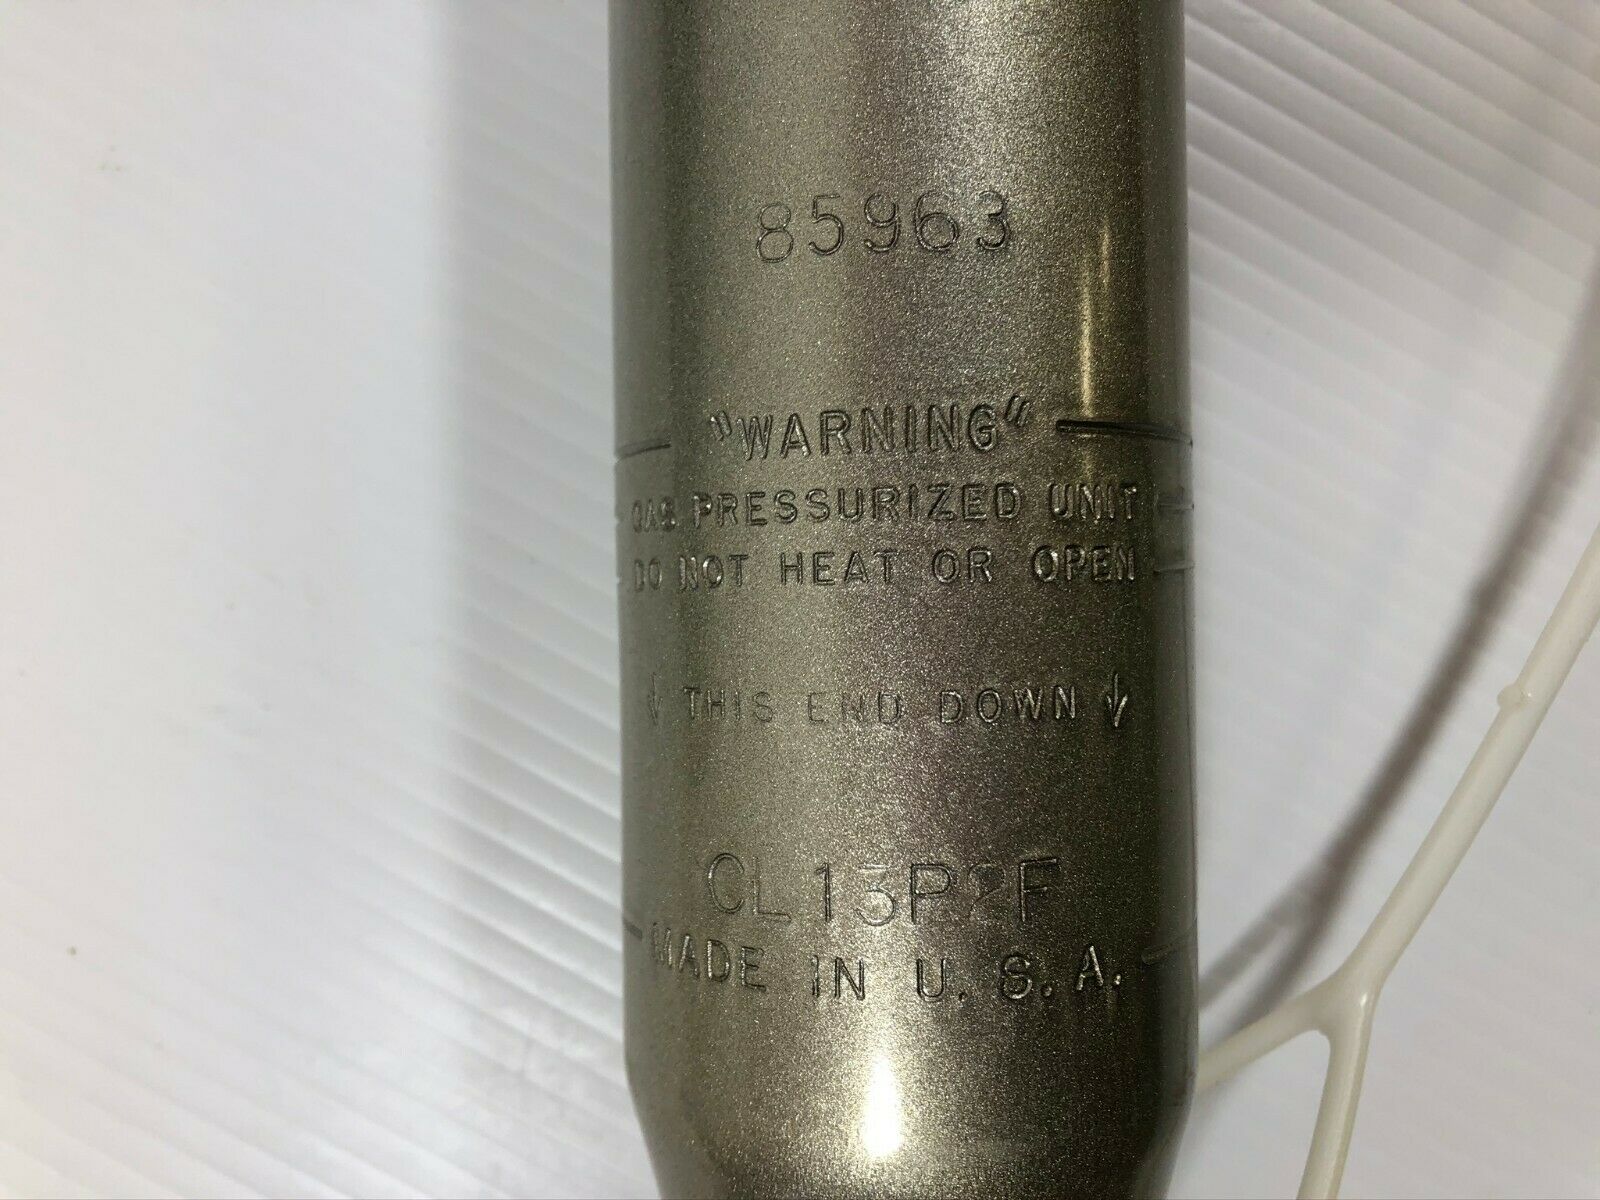 85963
"WARNING"
GAS PRESSURIZED UNIT
DO NOT HEAT OR OPEN
↓ THIS END DOWN ↓
MADE IN U.S.A.